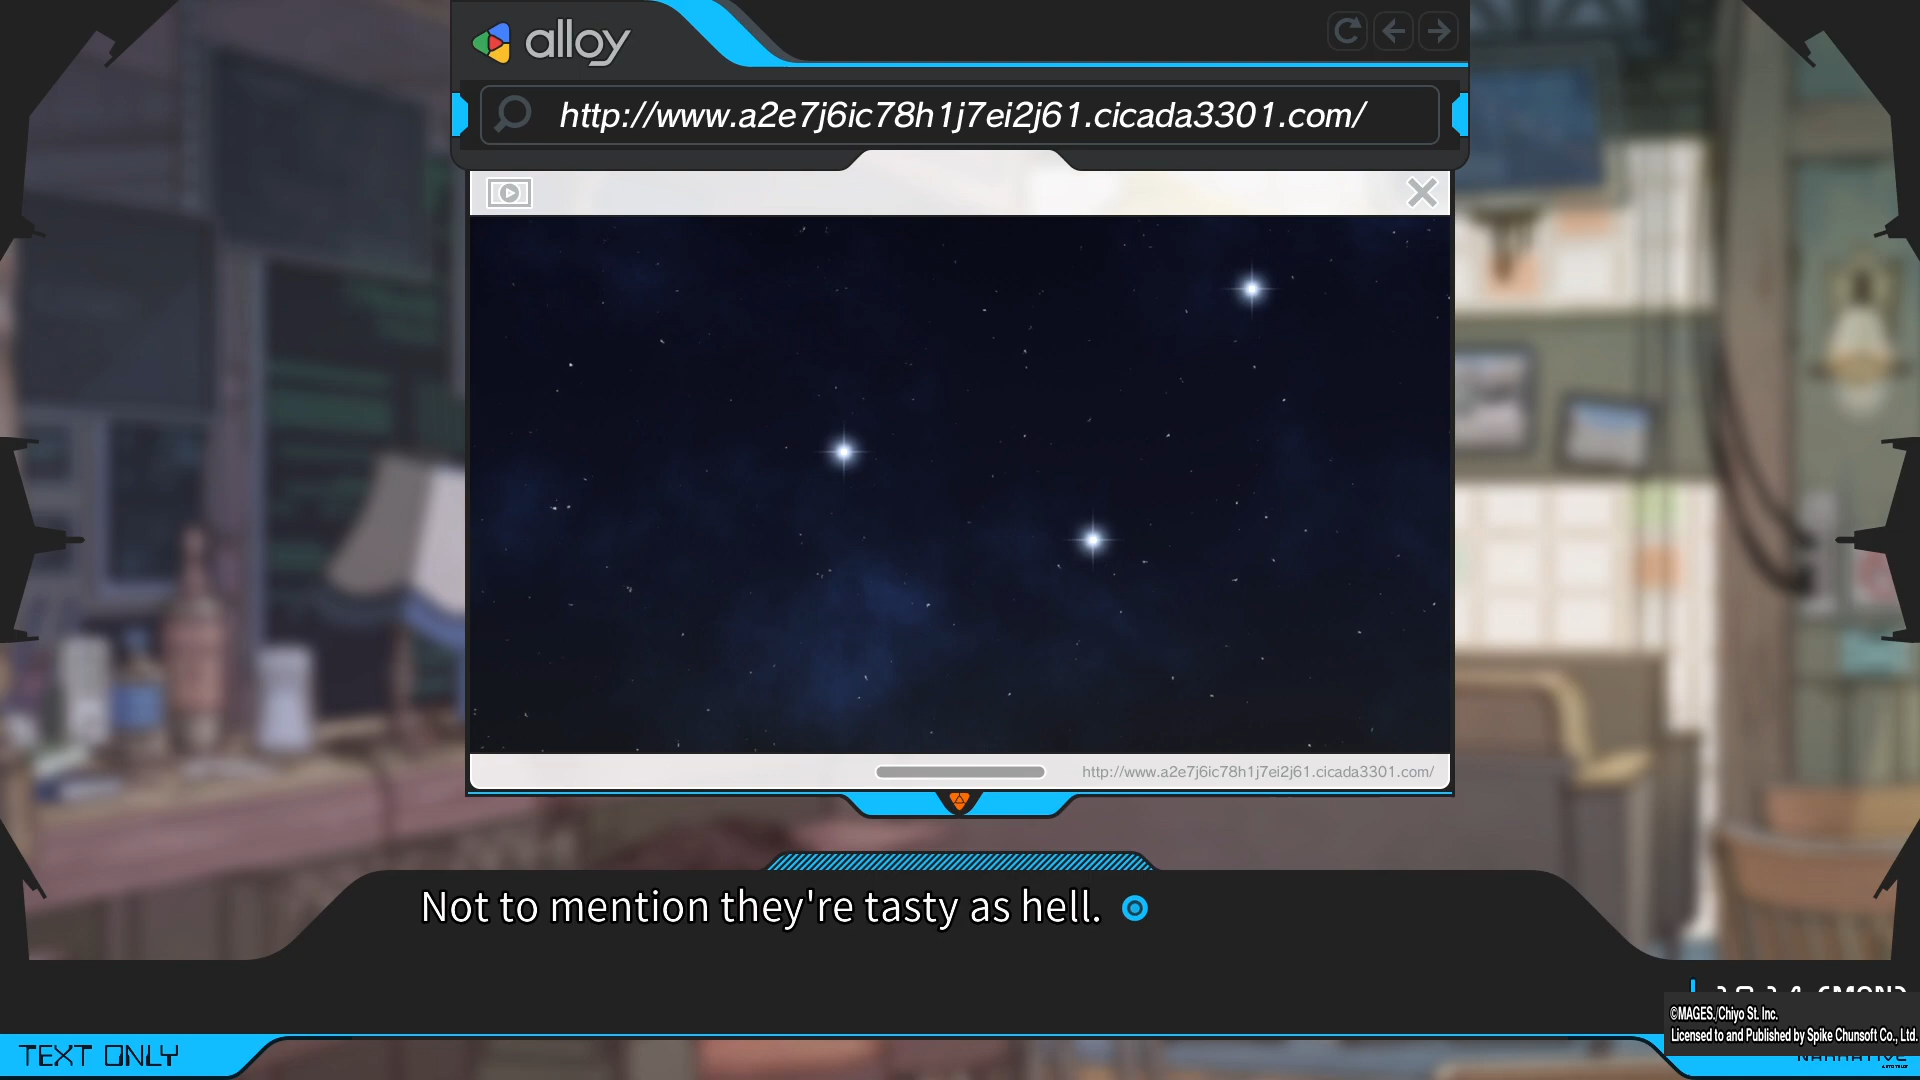 alloy
http://www.a2e7j6ic78h1j7ei2j61.cicada3301.com/
http://www.a2e7j6ic78h1j7ei2j61.cicada3301.com/
Not to mention they're tasty as hell.
©MAGES./Chiyo St. Inc.
Licensed to and Published by Spike Chunsoft Co., Ltd.
TEXT ONLY